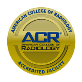 AMERICAN COLLEGE OF RADIOLOGY
ACR
RADIOLOGY
ACCREDITED FACILITY